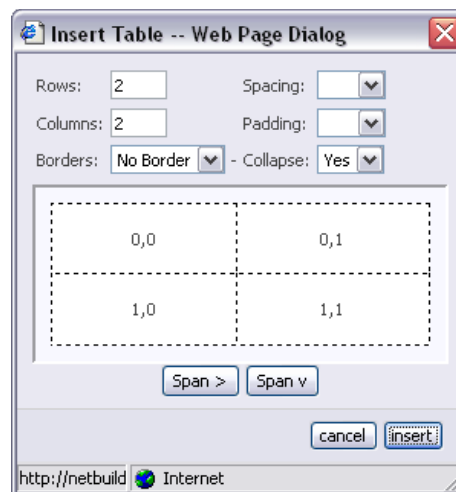 Insert Table -- Web Page Dialog
Rows: 2 Spacing:
Columns: 2 Padding:
Borders: No Border - Collapse: Yes
0,0 0,1
1,0 1,1
Span > Span v
cancel insert
http://netbuild Internet